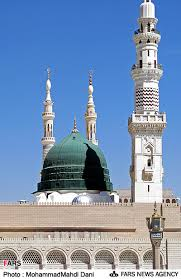 FARS
Photo : MohammadMahdi Dani
FARS NEWS AGENCY